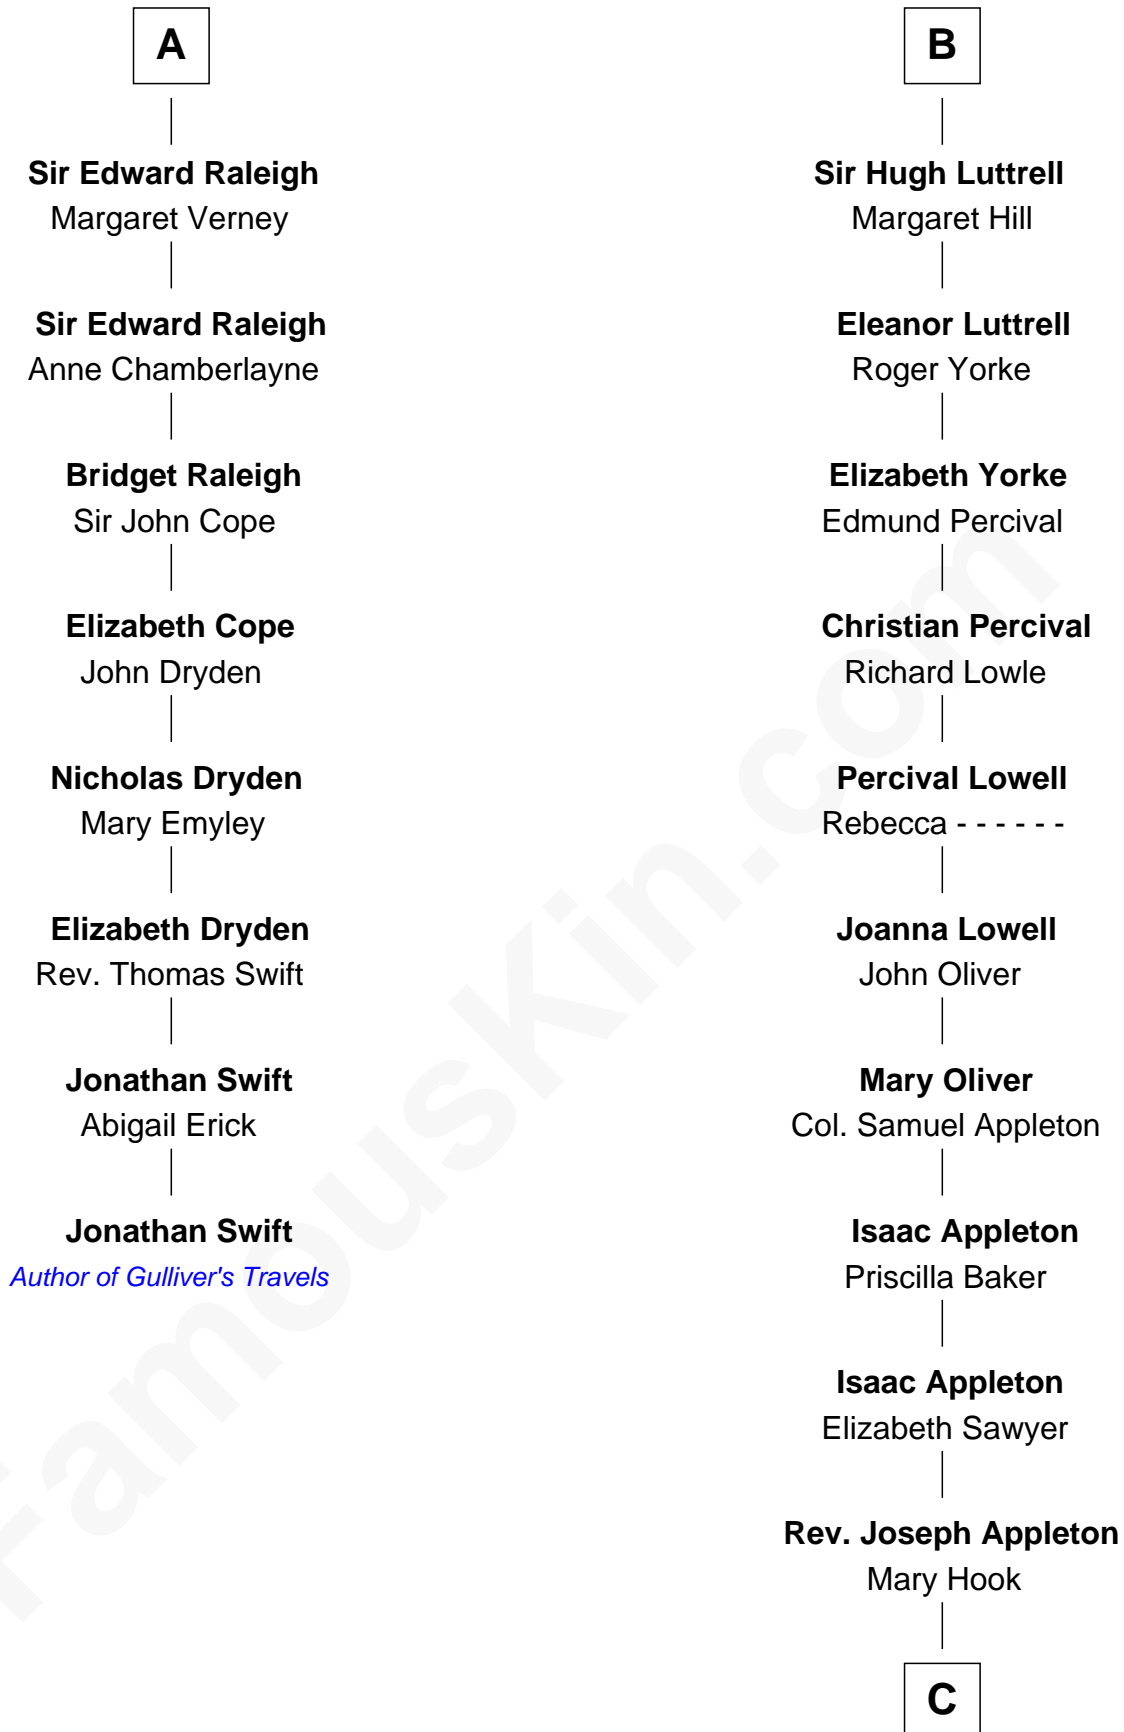 A
Sir Edward Raleigh
Margaret Verney
Sir Edward Raleigh
Anne Chamberlayne
Bridget Raleigh
Sir John Cope
Elizabeth Cope
John Dryden
Nicholas Dryden
Mary Emyley
Elizabeth Dryden
Rev. Thomas Swift
Jonathan Swift
Abigail Erick
Jonathan Swift
Author of Gulliver's Travels
B
Sir Hugh Luttrell
Margaret Hill
Eleanor Luttrell
Roger Yorke
Elizabeth Yorke
Edmund Percival
Christian Percival
Richard Lowle
Percival Lowell
Rebecca - - - - - -
Joanna Lowell
John Oliver
Mary Oliver
Col. Samuel Appleton
Isaac Appleton
Priscilla Baker
Isaac Appleton
Elizabeth Sawyer
Rev. Joseph Appleton
Mary Hook
C
FamousKin.com